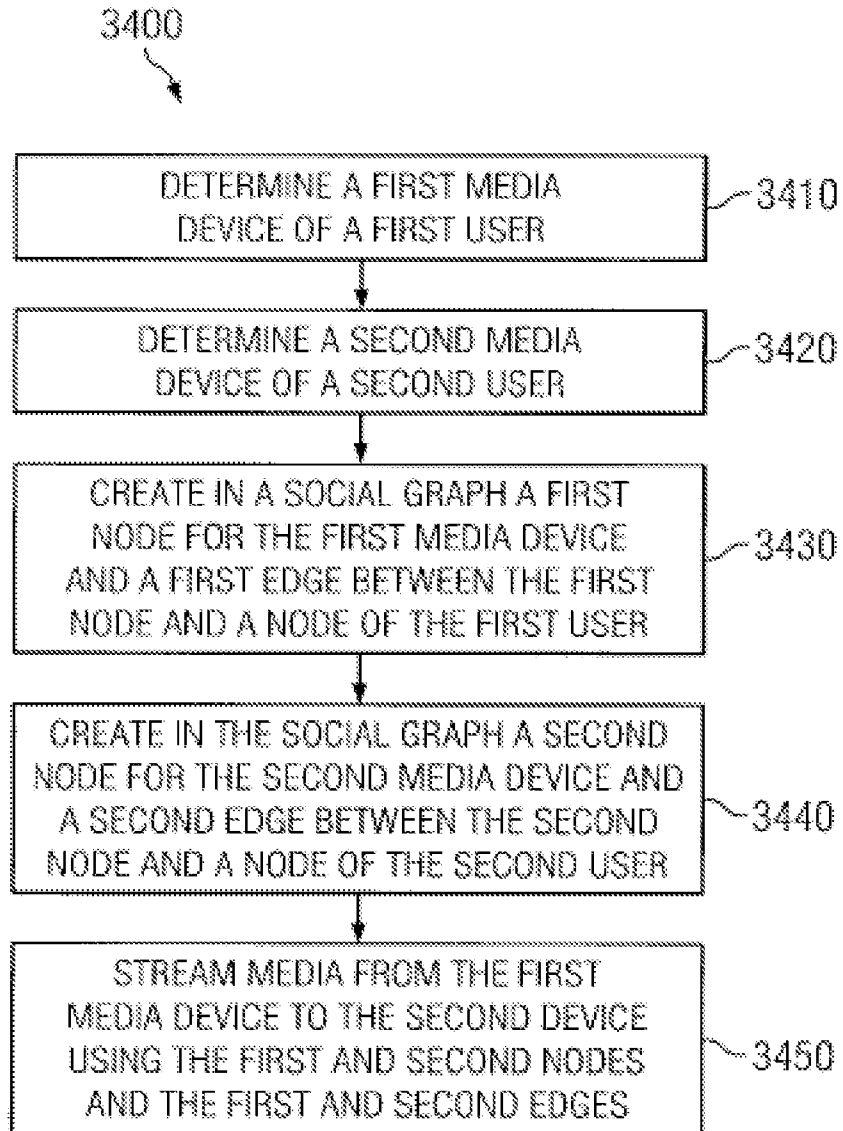 3400
DETERMINE A FIRST MEDIA
DEVICE OF A FIRST USER
3410
DETERMINE A SECOND MEDIA
DEVICE OF A SECOND USER
3420
CREATE IN A SOCIAL GRAPH A FIRST
NODE FOR THE FIRST MEDIA DEVICE
AND A FIRST EDGE BETWEEN THE FIRST
NODE AND A NODE OF THE FIRST USER
3430
CREATE IN THE SOCIAL GRAPH A SECOND
NODE FOR THE SECOND MEDIA DEVICE AND
A SECOND EDGE BETWEEN THE SECOND
NODE AND A NODE OF THE SECOND USER
3440
STREAM MEDIA FROM THE FIRST
MEDIA DEVICE TO THE SECOND DEVICE
USING THE FIRST AND SECOND NODES
AND THE FIRST AND SECOND EDGES
3450